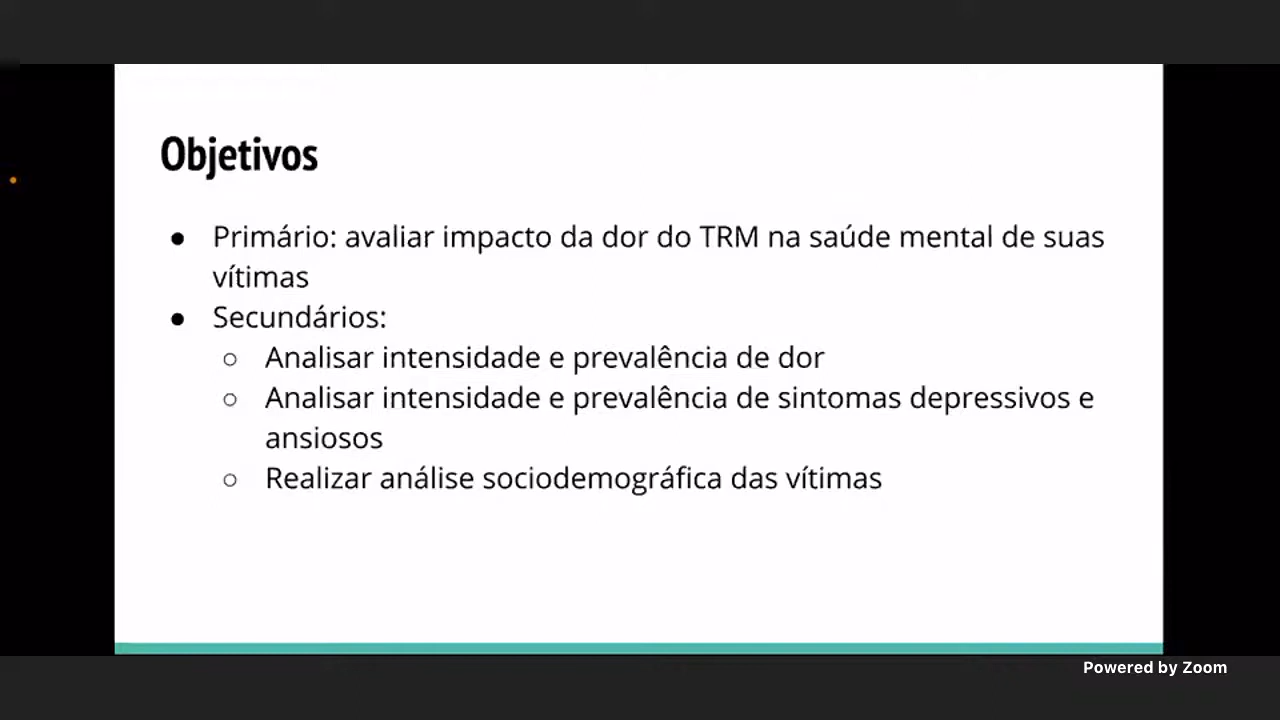 Objetivos
● Primário: avaliar impacto da dor do TRM na saúde mental de suas
vítimas
● Secundários:
○ Analisar intensidade e prevalência de dor
○ Analisar intensidade e prevalência de sintomas depressivos e
ansiosos
○ Realizar análise sociodemográfica das vítimas
Powered by Zoom